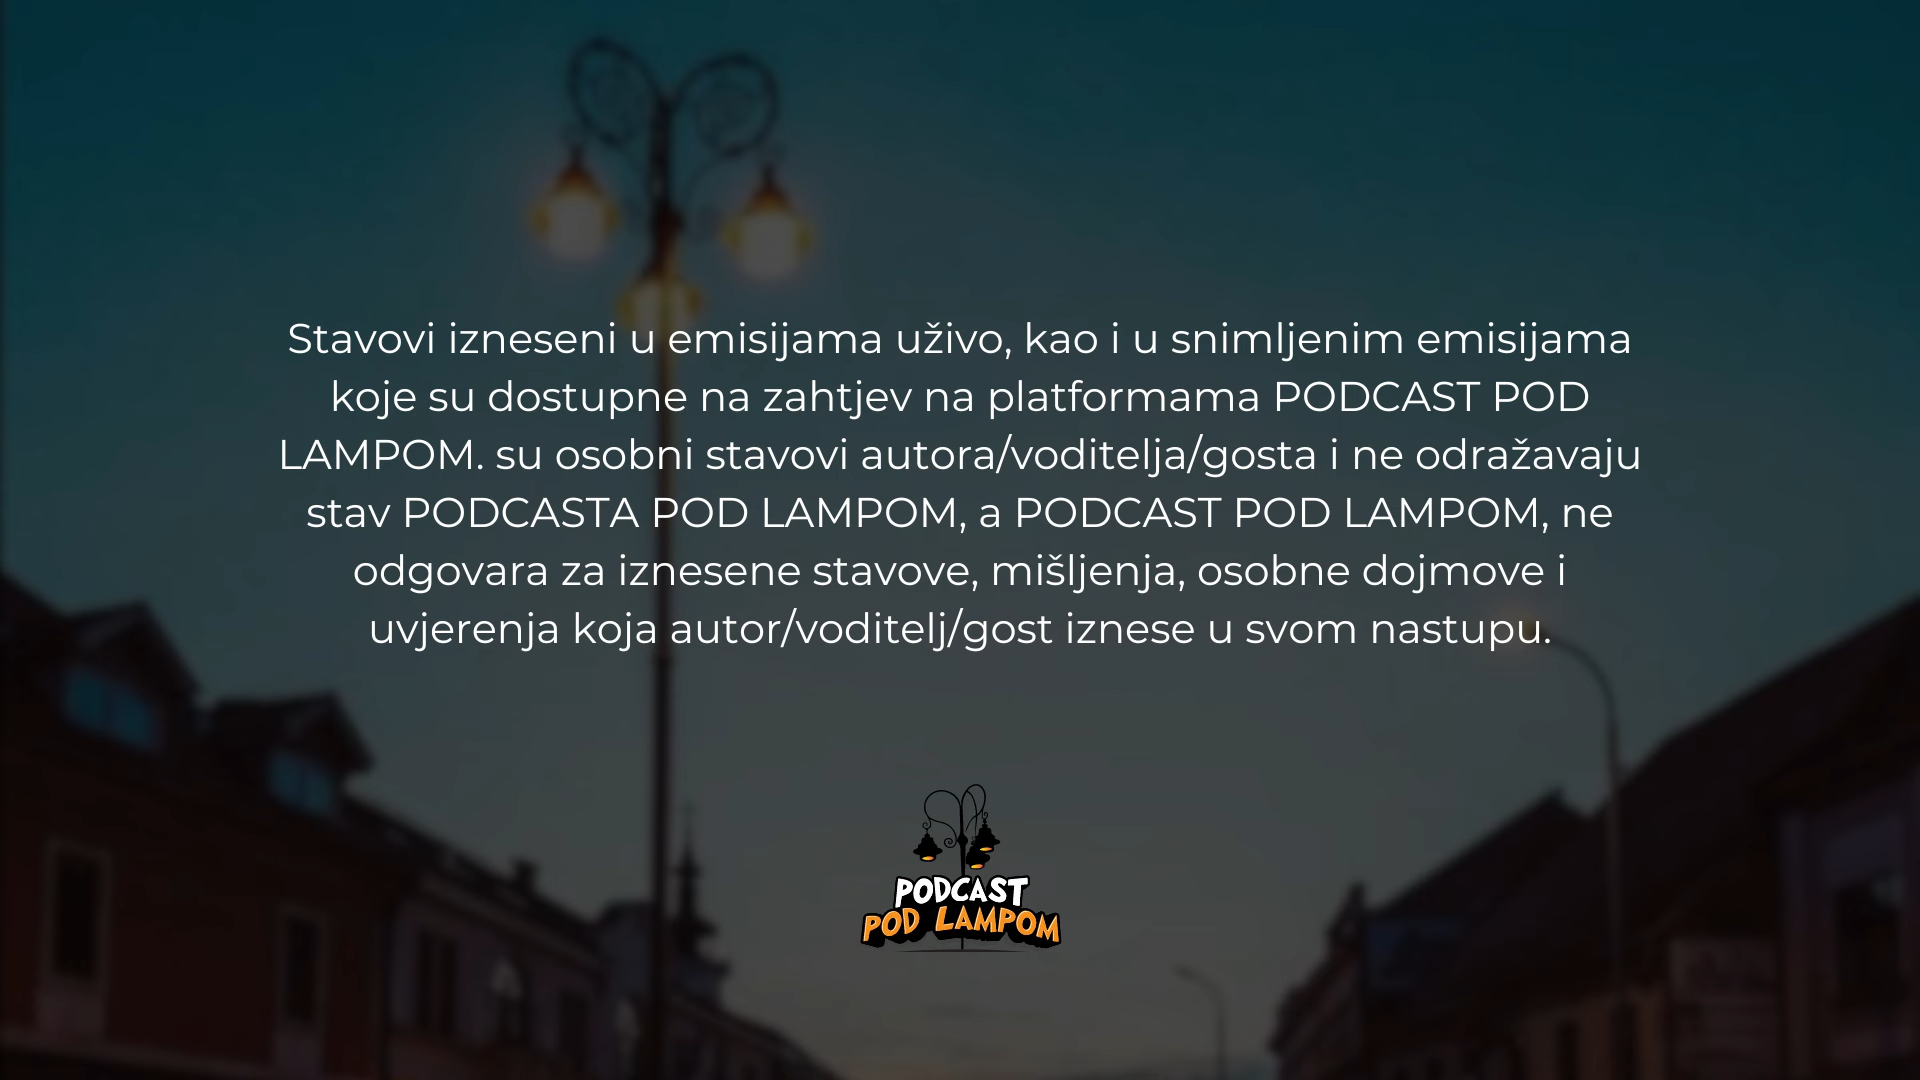 Stavovi izneseni u emisijama uživo, kao i u snimljenim emisijama
koje su dostupne na zahtjev na platformama PODCAST POD
LAMPOM. su osobni stavovi autora/voditelja/gosta i ne odražavaju
stav PODCASTA POD LAMPOM, a PODCAST POD LAMPOM, ne
odgovara za iznesene stavove, mišljenja, osobne dojmove i
uvjerenja koja autor/voditelj/gost iznese u svom nastupu.
PODCAST
POD LAMPOM